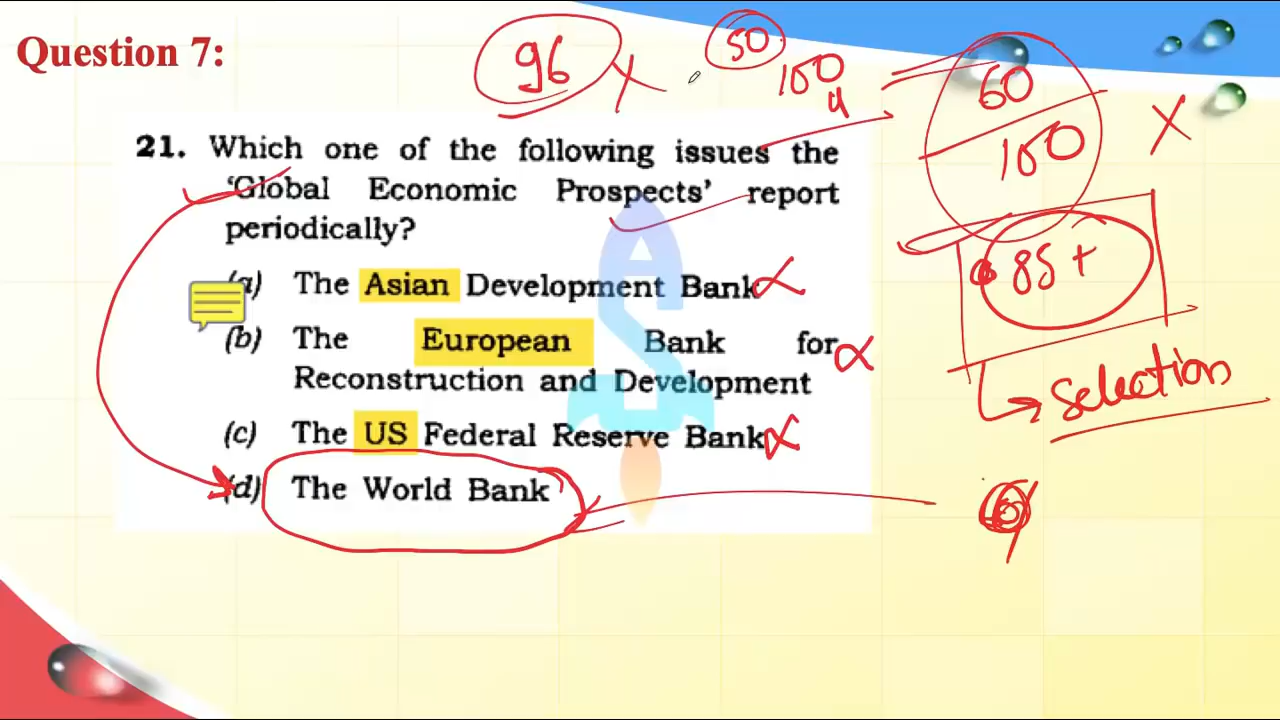 Question 7:
96 x 50
100
60
100 x
21. Which one of the following issues the
'Global Economic Prospects' report
periodically?
(a) The Asian Development Bank
(b) The European Bank for
Reconstruction and Development
(c) The US Federal Reserve Bank
(d) The World Bank
85+
Selection